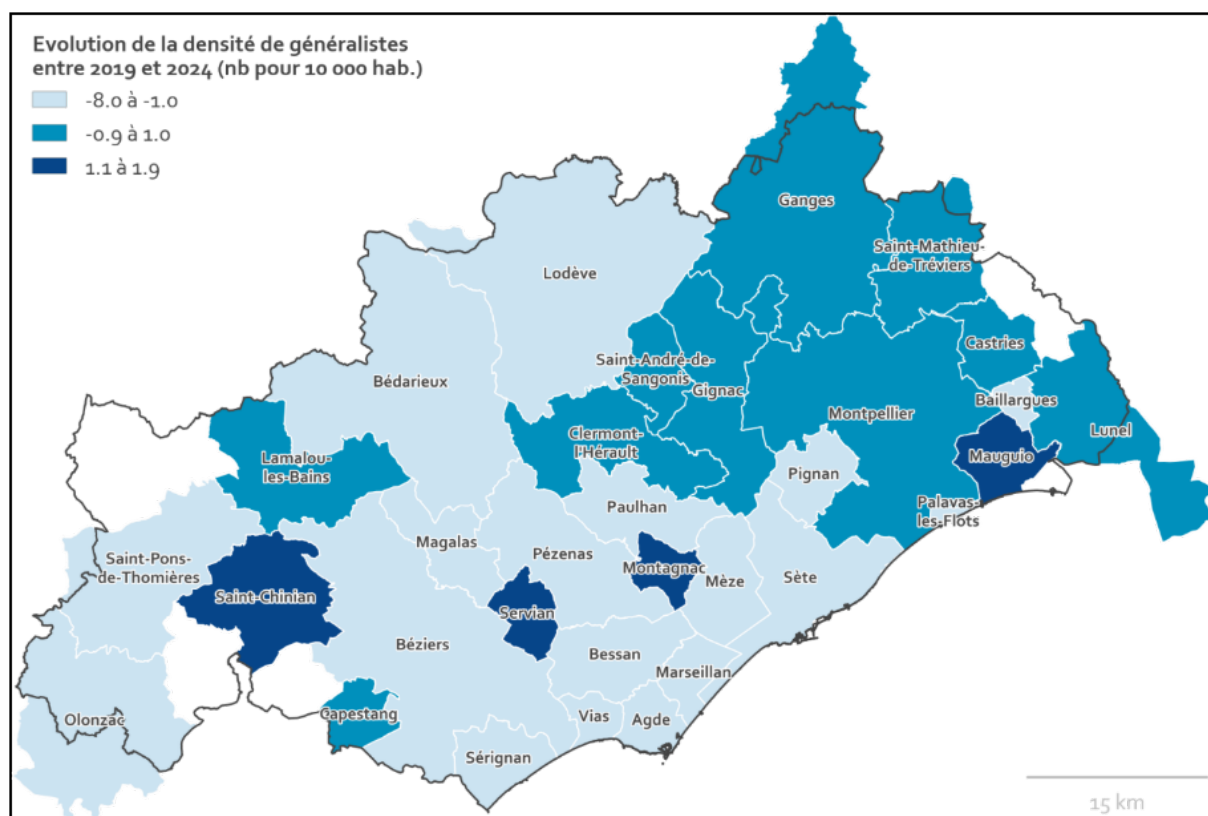 Evolution de la densité de généralistes
entre 2019 et 2024 (nb pour 10 000 hab.)
-8.0 à -1.0
-0.9 à 1.0
1.1 à 1.9
Ganges
Saint-Mathieu-
de-Tréviers
Lodève
Castries
Saint-André-de-
Sangonis
Gignac
Bédarieux
Baillargues
Montpellier
Lunel
Clermont-
l'Hérault
Mauguio
Lamalou-
les-Bains
Pignan
Paulhan
Palavas-
les-Flots
Magalas
Pézenas
Saint-Pons-
de-Thomières
Montagnac
Mèze
Sète
Saint-Chinian
Servian
Béziers
Bessan
Marseillan
Capestang
Vias
Agde
Olonzac
Sérignan
15 km